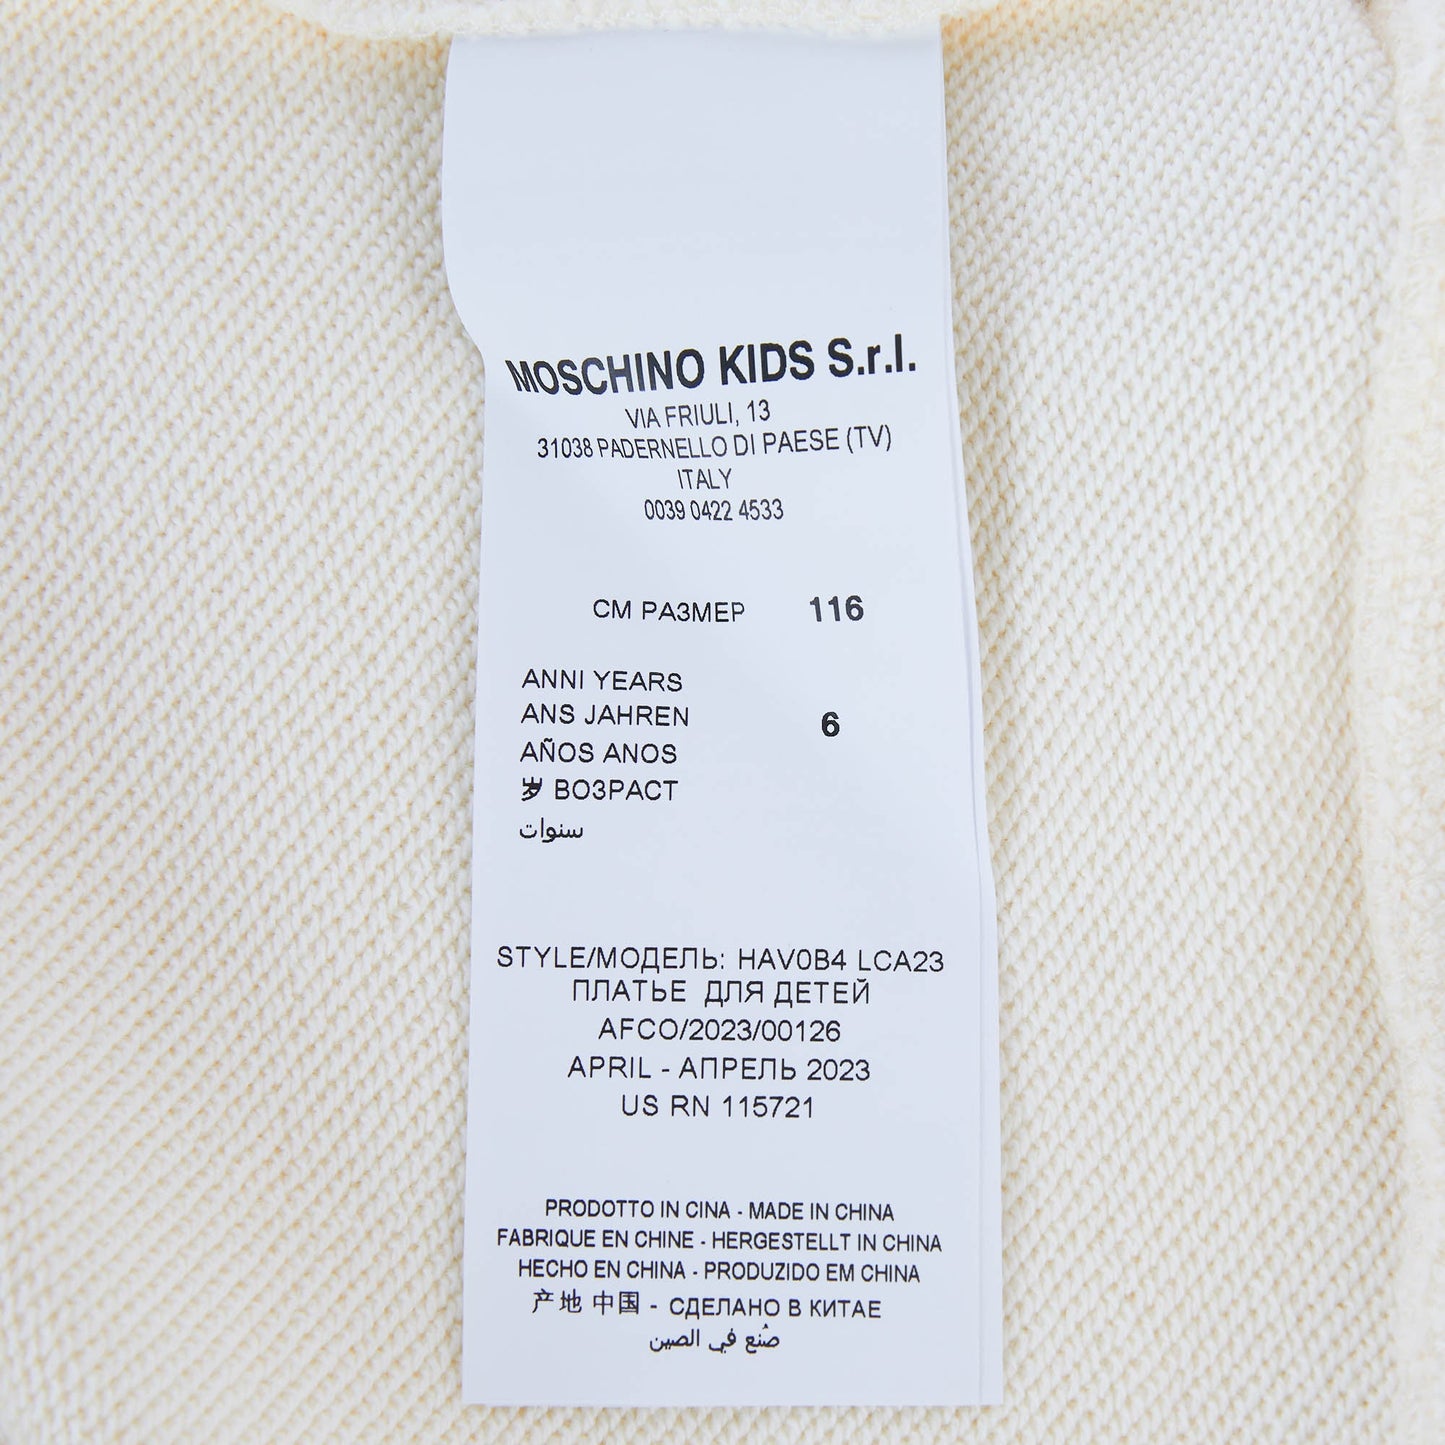 MOSCHINO KIDS S.r.l.
VIA FRIULI, 13
31038 PADERNELLO DI PAESE (TV)
ITALY
0039 0422 4533
СМ РАЗМЕР 116
ANNI YEARS
ANS JAHREN 6
AÑOS ANOS
岁 ВОЗРАСТ
سنوات
STYLE/МОДЕЛЬ: HAV0B4 LCA23
ПЛАТЬЕ ДЛЯ ДЕТЕЙ
AFCO/2023/00126
APRIL - АПРЕЛЬ 2023
US RN 115721
PRODOTTO IN CINA - MADE IN CHINA
FABRIQUE EN CHINE - HERGESTELLT IN CHINA
HECHO EN CHINA - PRODUZIDO EM CHINA
产地 中国 - СДЕЛАНО В КИТАЕ
صُنع في الصين